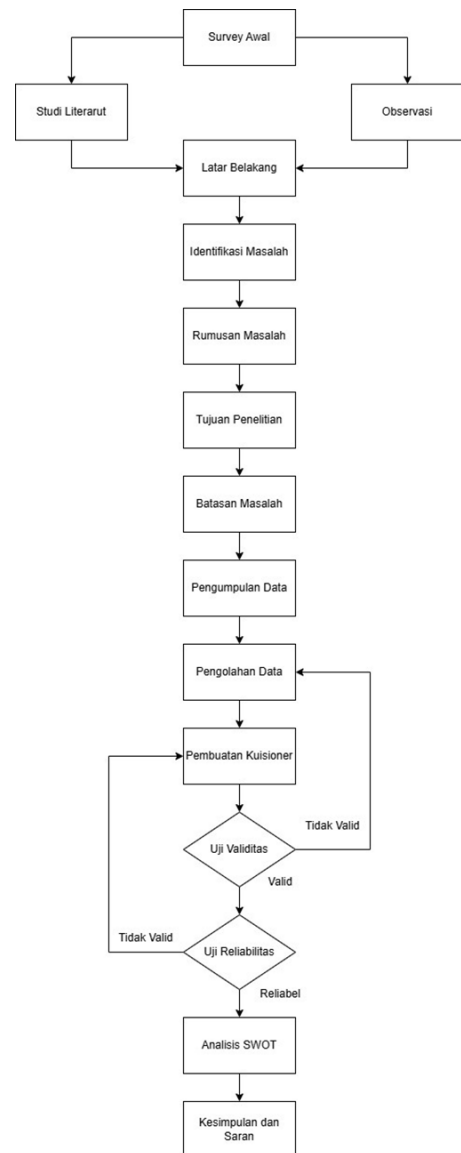 Survey Awal
Studi Literarut
Observasi
Latar Belakang
Identifikasi Masalah
Rumusan Masalah
Tujuan Penelitian
Batasan Masalah
Pengumpulan Data
Pengolahan Data
Pembuatan Kuisioner
Tidak Valid
Uji Validitas
Valid
Tidak Valid
Uji Reliabilitas
Reliabel
Analisis SWOT
Kesimpulan dan
Saran